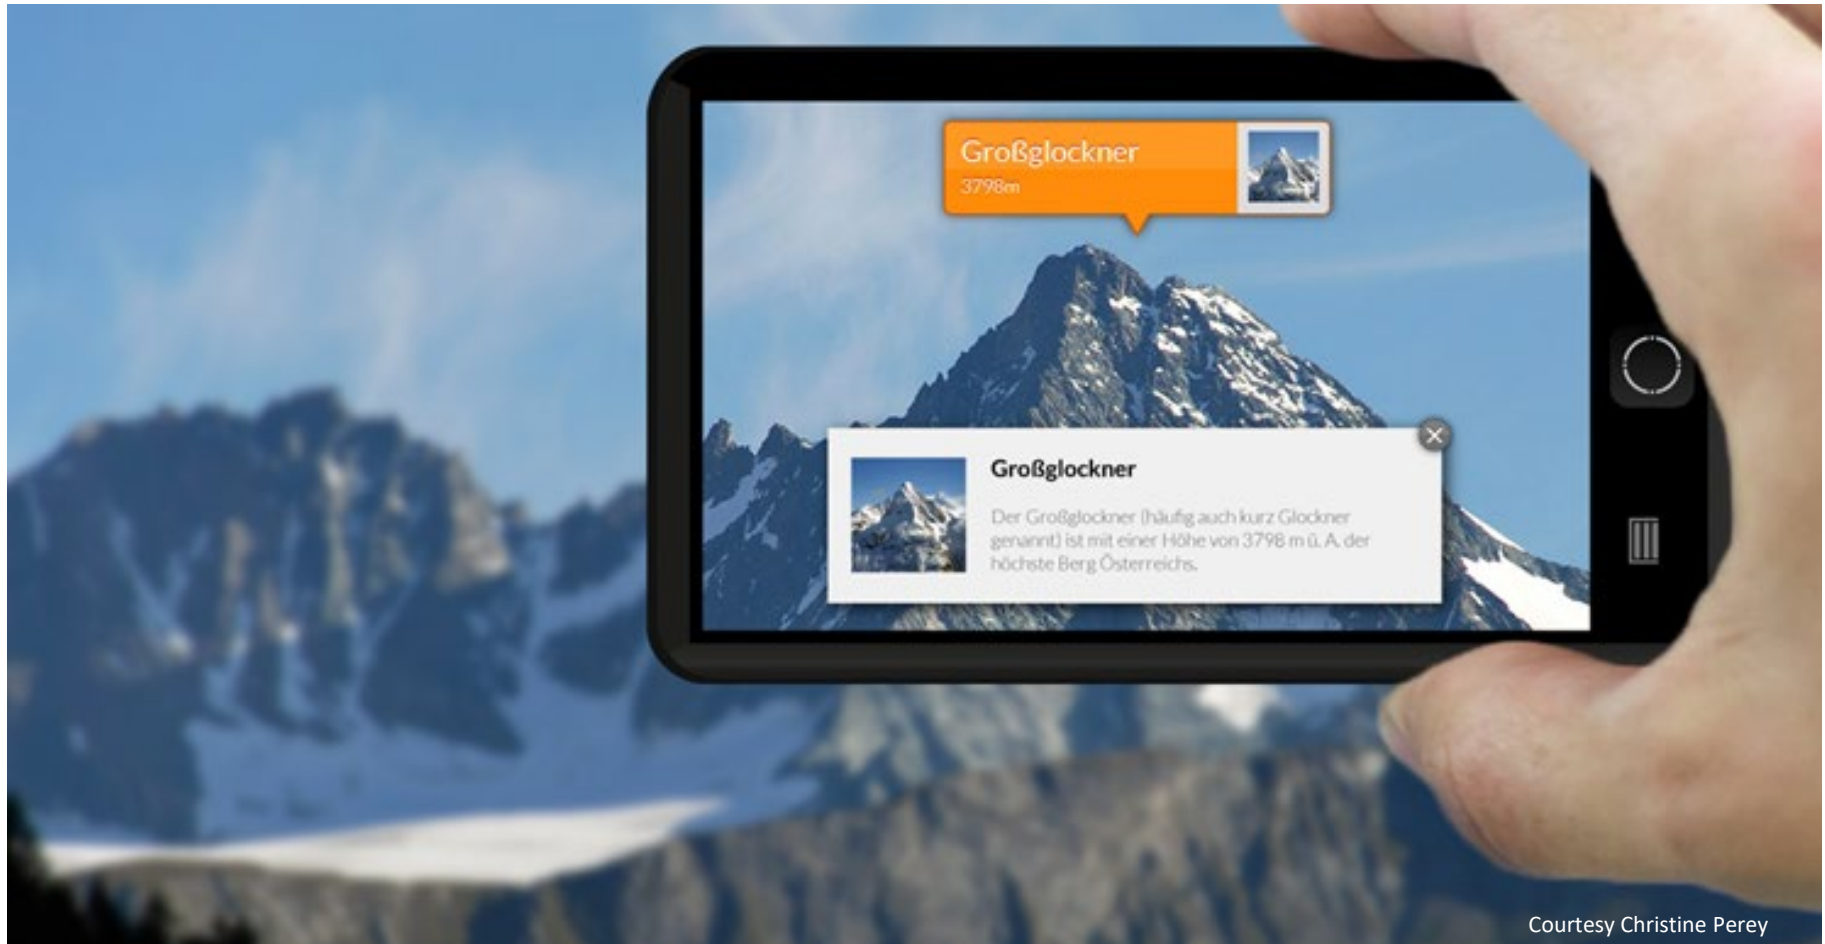 Großglockner
3798m
Großglockner
Der Großglockner (häufig auch kurz Glockner
genannt) ist mit einer Höhe von 3798 m ü. A. der
höchste Berg Österreichs.
Courtesy Christine Perey